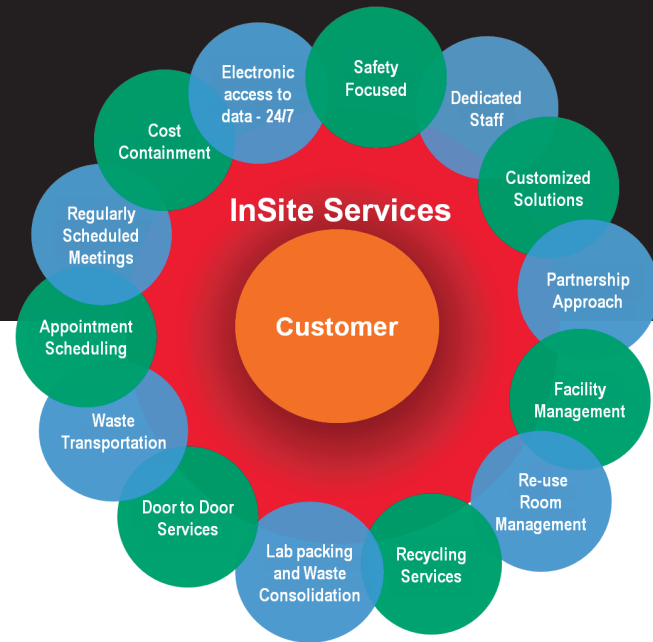 Safety
Focused
Dedicated
Staff
Customized
Solutions
Partnership
Approach
Facility
Management
Re-use
Room
Management
Recycling
Services
Lab packing
and Waste
Consolidation
Door to Door
Services
Waste
Transportation
Appointment
Scheduling
Regularly
Scheduled
Meetings
Cost
Containment
Electronic
access to
data - 24/7
InSite Services
Customer